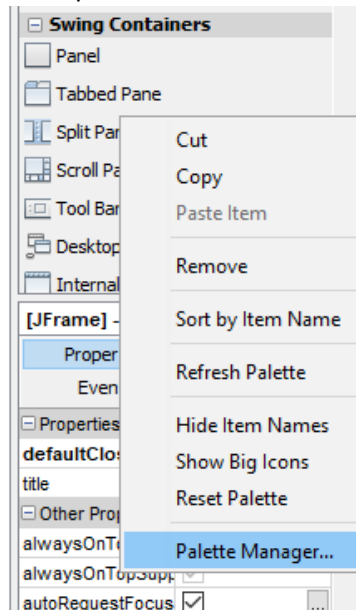 Swing Containers
Panel
Tabbed Pane
Split Par
Scroll Pa
Tool Bar
Desktop
Internal
Cut
Copy
Paste Item
Remove
Sort by Item Name
Refresh Palette
Hide Item Names
Show Big Icons
Reset Palette
Palette Manager...
[JFrame] -
Proper
Even
Properties
defaultClos
title
Other Prop
alwaysOnTo
alwaysOnTopSupp
autoRequestFocus
...